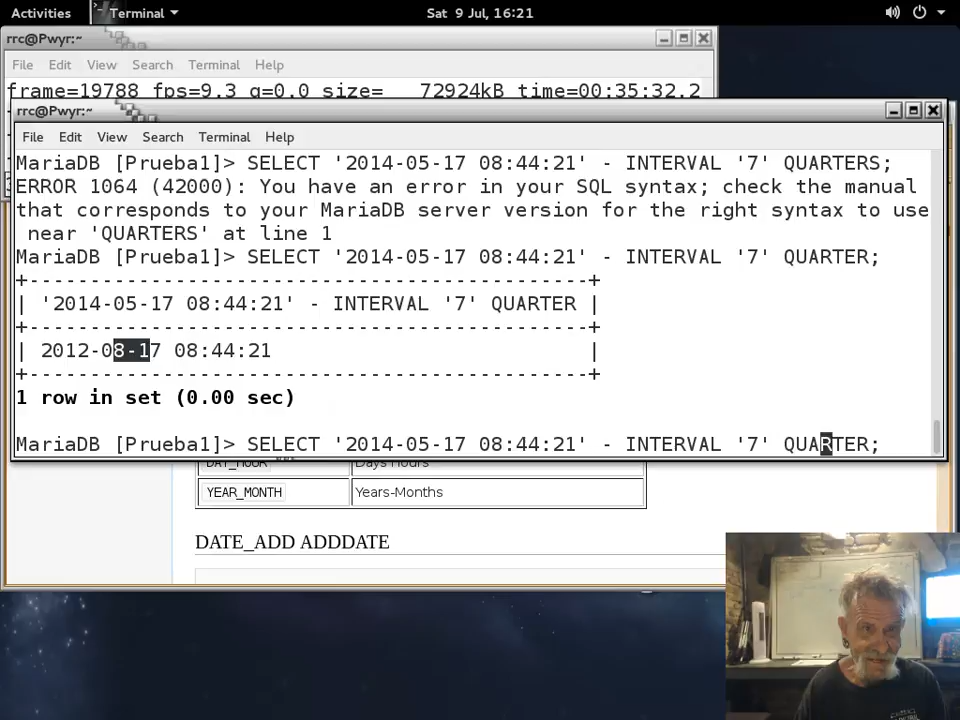 Activities Terminal Sat 9 Jul, 16:21
rrc@Pwyr:~
File Edit View Search Terminal Help
frame=19788 fps=9.3 q=0.0 size=   72924kB time=00:35:32.2
rrc@Pwyr:~
File Edit View Search Terminal Help
MariaDB [Prueba1]> SELECT '2014-05-17 08:44:21' - INTERVAL '7' QUARTERS;
ERROR 1064 (42000): You have an error in your SQL syntax; check the manual
that corresponds to your MariaDB server version for the right syntax to use
near 'QUARTERS' at line 1
MariaDB [Prueba1]> SELECT '2014-05-17 08:44:21' - INTERVAL '7' QUARTER;
+-----------------------------------------------+
| '2014-05-17 08:44:21' - INTERVAL '7' QUARTER |
+-----------------------------------------------+
| 2012-08-17 08:44:21                          |
+-----------------------------------------------+
1 row in set (0.00 sec)
MariaDB [Prueba1]> SELECT '2014-05-17 08:44:21' - INTERVAL '7' QUARTER;
DAY_HOUR Days Hours
YEAR_MONTH Years-Months
DATE_ADD ADDDATE